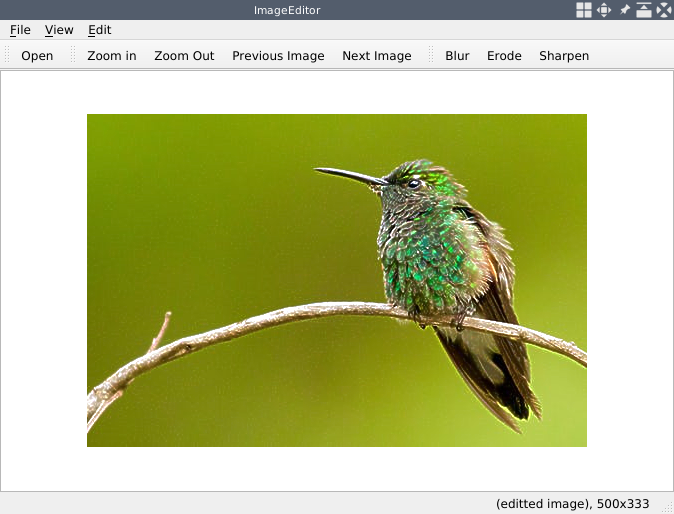 ImageEditor
File View Edit
Open Zoom in Zoom Out Previous Image Next Image Blur Erode Sharpen
(editted image), 500x333